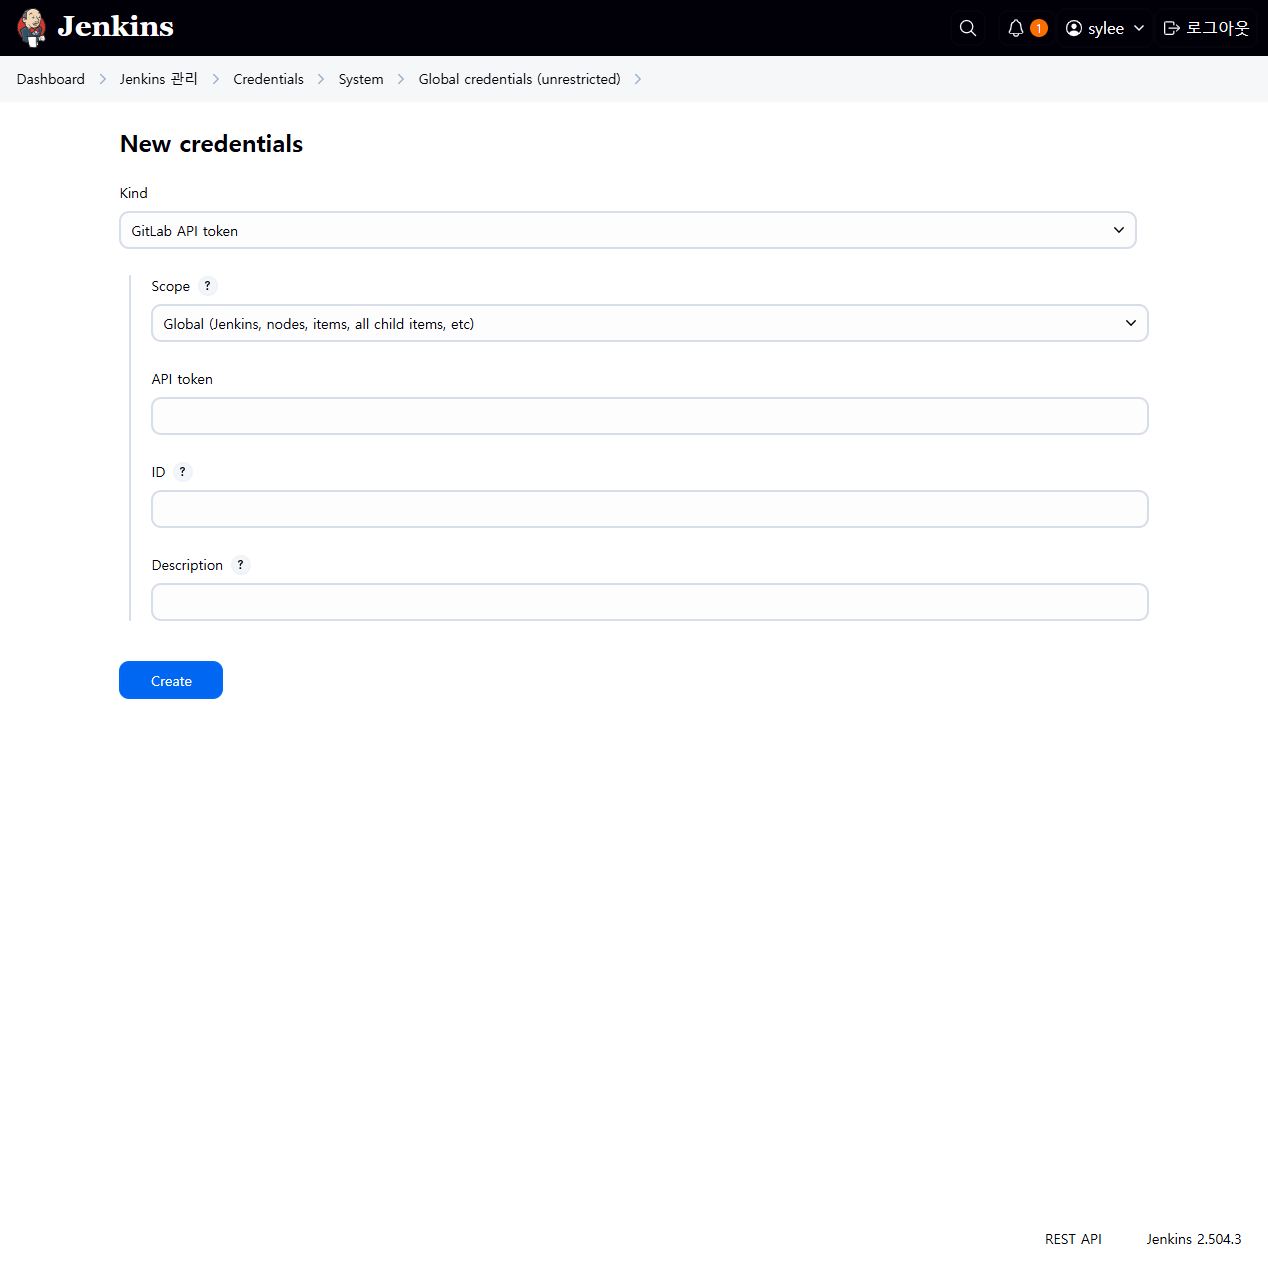 Jenkins
1 sylee 로그아웃
Dashboard Jenkins 관리 Credentials System Global credentials (unrestricted)
New credentials
Kind
GitLab API token
Scope ?
Global (Jenkins, nodes, items, all child items, etc)
API token
ID ?
Description ?
Create
REST API Jenkins 2.504.3